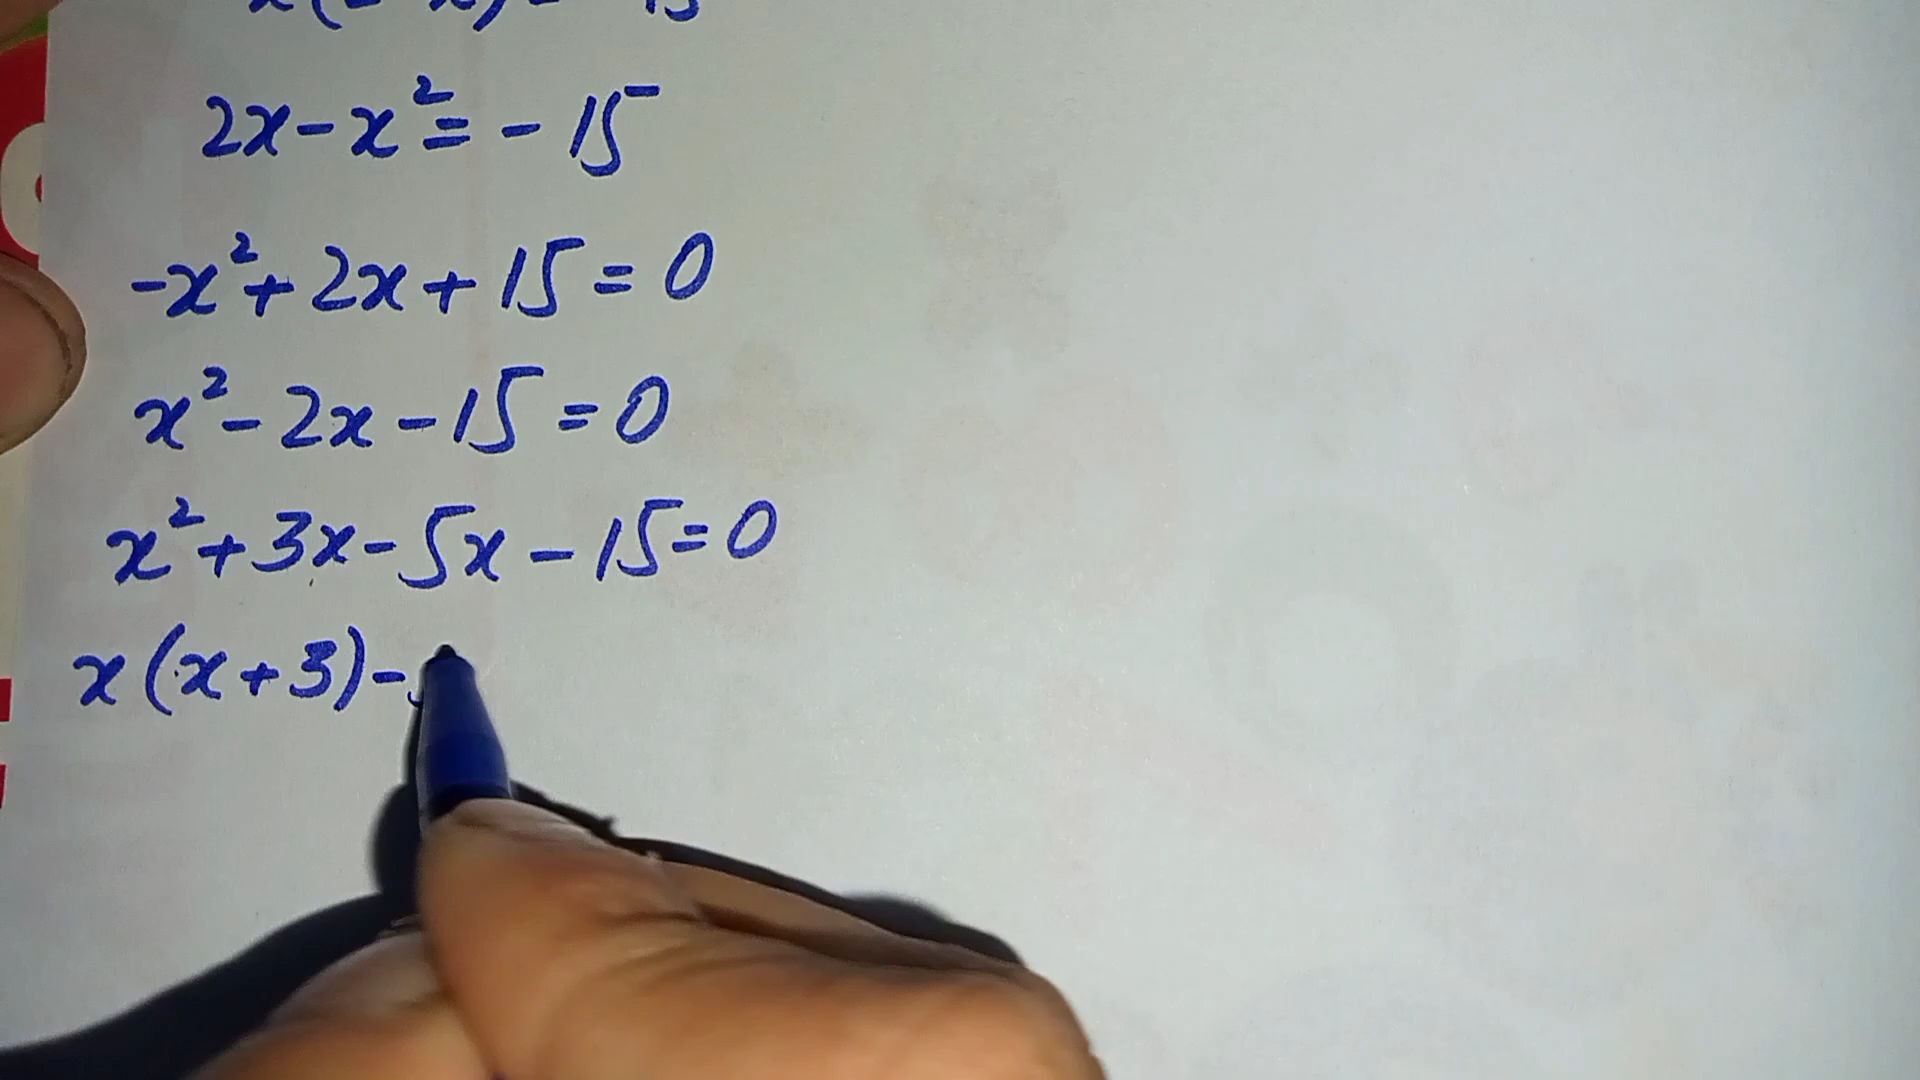 2x-x²=-15
-x²+2x+15=0
x²-2x-15=0
x²+3x-5x-15=0
x(x+3)-